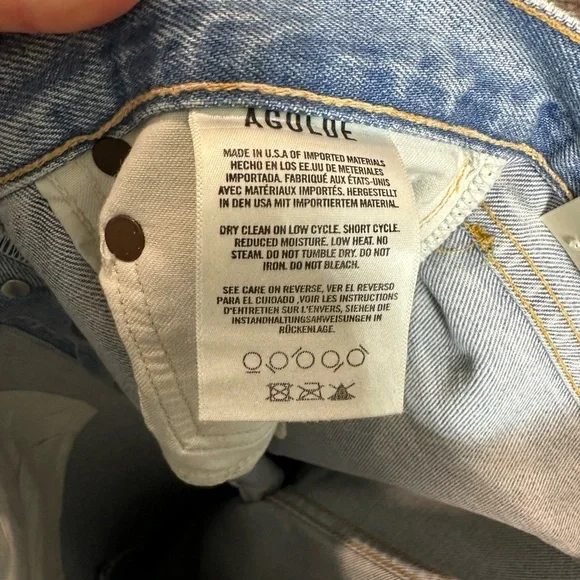 AGOLDE
MADE IN U.S.A OF IMPORTED MATERIALS
HECHO EN LOS EE.UU DE METERIALES
IMPORTADA. FABRIQUÉ AUX ÉTATS-UNIS
AVEC MATÉRIAUX IMPORTÉS. HERGESTELLT
IN DEN USA MIT IMPORTIERTEM MATERIAL.
DRY CLEAN ON LOW CYCLE, SHORT CYCLE.
REDUCED MOISTURE, LOW HEAT. NO
STEAM. DO NOT TUMBLE DRY. DO NOT
IRON. DO NOT BLEACH.
SEE CARE ON REVERSE, VER EL REVERSO
PARA EL CUIDADO ,VOIR LES INSTRUCTIONS
D'ENTRETIEN SUR L'ENVERS, SIEHEN DIE
INSTANDHALTUNGSANWEISUNGEN IN
RÜCKENLAGE.